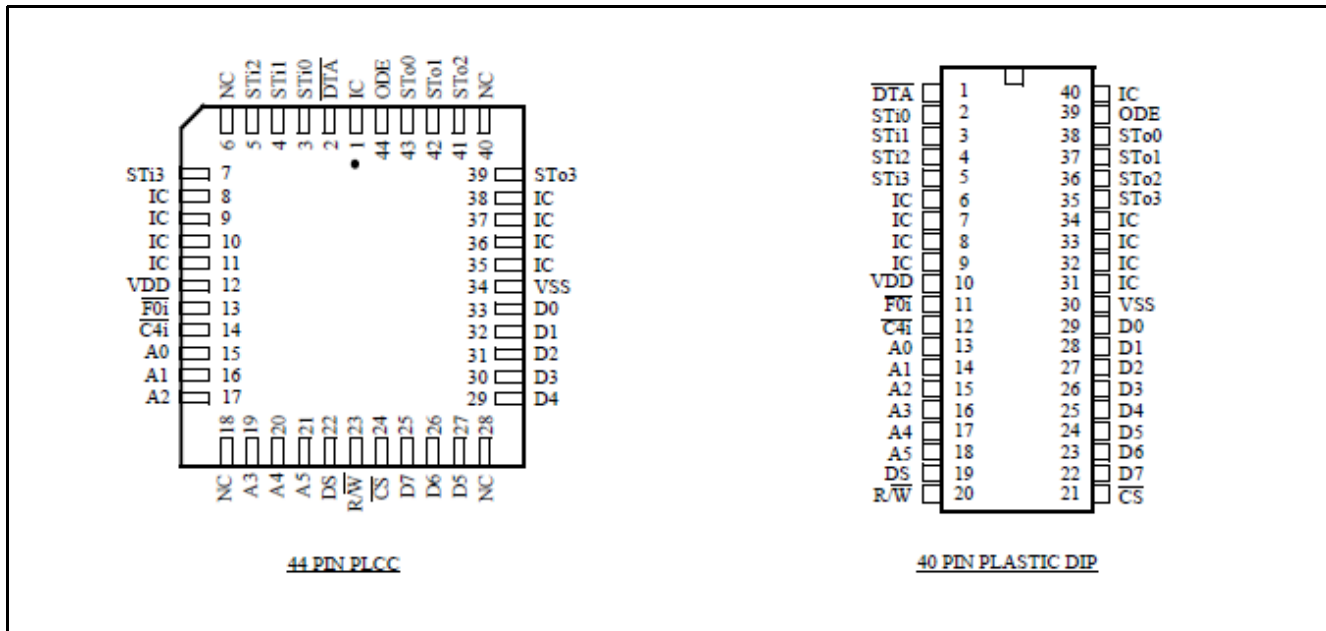 NC STi2 STi1 STi0 DTA IC ODE STo0 STo1 STo2 NC
6 5 4 3 2 1 44 43 42 41 40
STi3 7 39 STo3
IC 8 38 IC
IC 9 37 IC
IC 10 36 IC
IC 11 35 IC
VDD 12 34 VSS
F0i 13 33 D0
C4i 14 32 D1
A0 15 31 D2
A1 16 30 D3
A2 17 29 D4
18 19 20 21 22 23 24 25 26 27 28
NC A3 A4 A5 DS R/W CS D7 D6 D5 NC
44 PIN PLCC
DTA 1 40 IC
STi0 2 39 ODE
STi1 3 38 STo0
STi2 4 37 STo1
STi3 5 36 STo2
IC 6 35 STo3
IC 7 34 IC
IC 8 33 IC
IC 9 32 IC
VDD 10 31 IC
F0i 11 30 VSS
C4i 12 29 D0
A0 13 28 D1
A1 14 27 D2
A2 15 26 D3
A3 16 25 D4
A4 17 24 D5
A5 18 23 D6
DS 19 22 D7
R/W 20 21 CS
40 PIN PLASTIC DIP